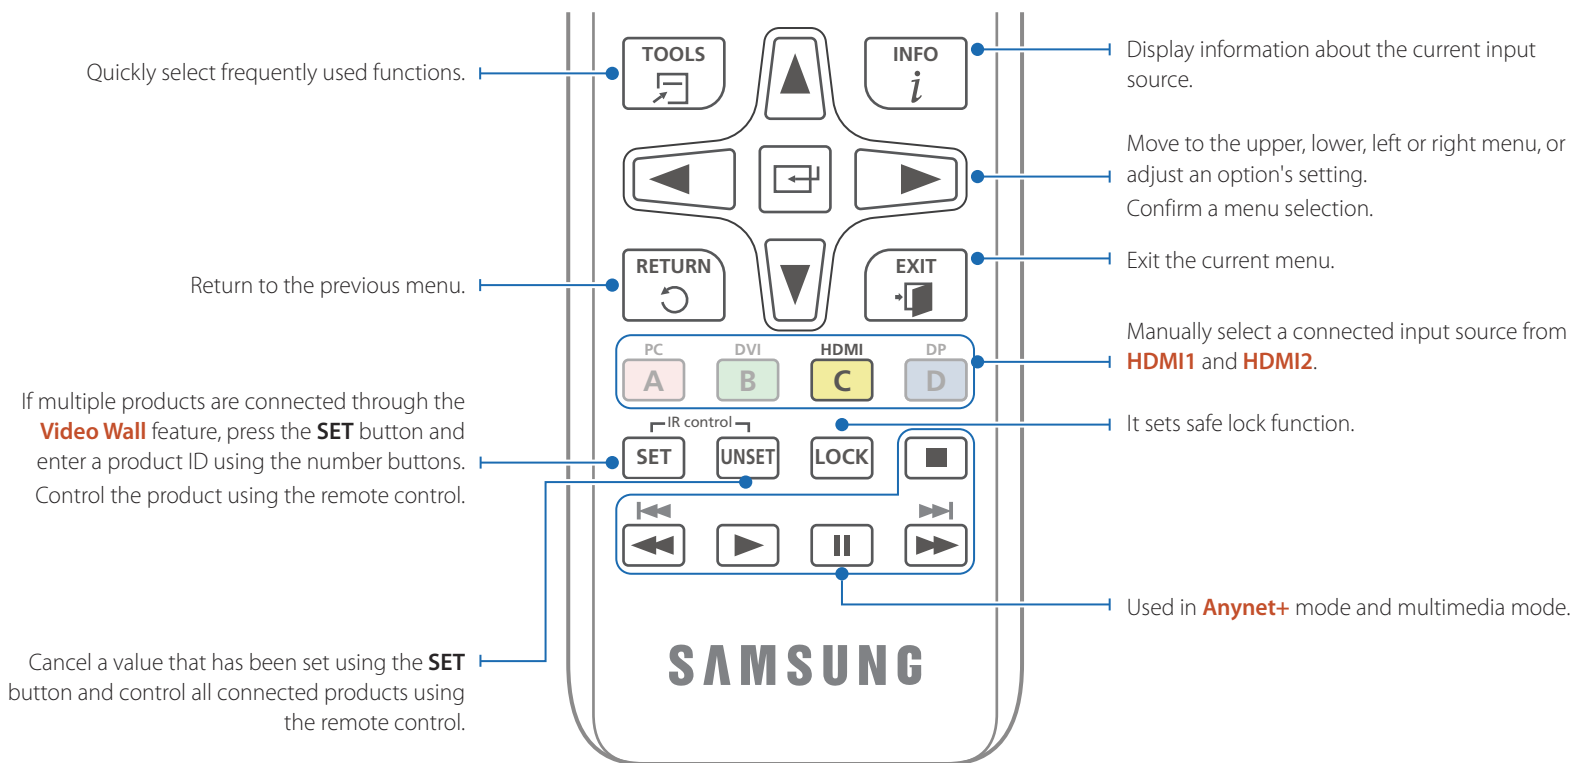 TOOLS
INFO
i
Quickly select frequently used functions.
Display information about the current input
source.
Move to the upper, lower, left or right menu, or
adjust an option's setting.
Confirm a menu selection.
RETURN
EXIT
Return to the previous menu.
Exit the current menu.
PC DVI HDMI DP
A B C D
Manually select a connected input source from
HDMI1 and HDMI2.
If multiple products are connected through the
Video Wall feature, press the SET button and
enter a product ID using the number buttons.
Control the product using the remote control.
IR control
SET UNSET LOCK
It sets safe lock function.
Used in Anynet+ mode and multimedia mode.
SAMSUNG
Cancel a value that has been set using the SET
button and control all connected products using
the remote control.